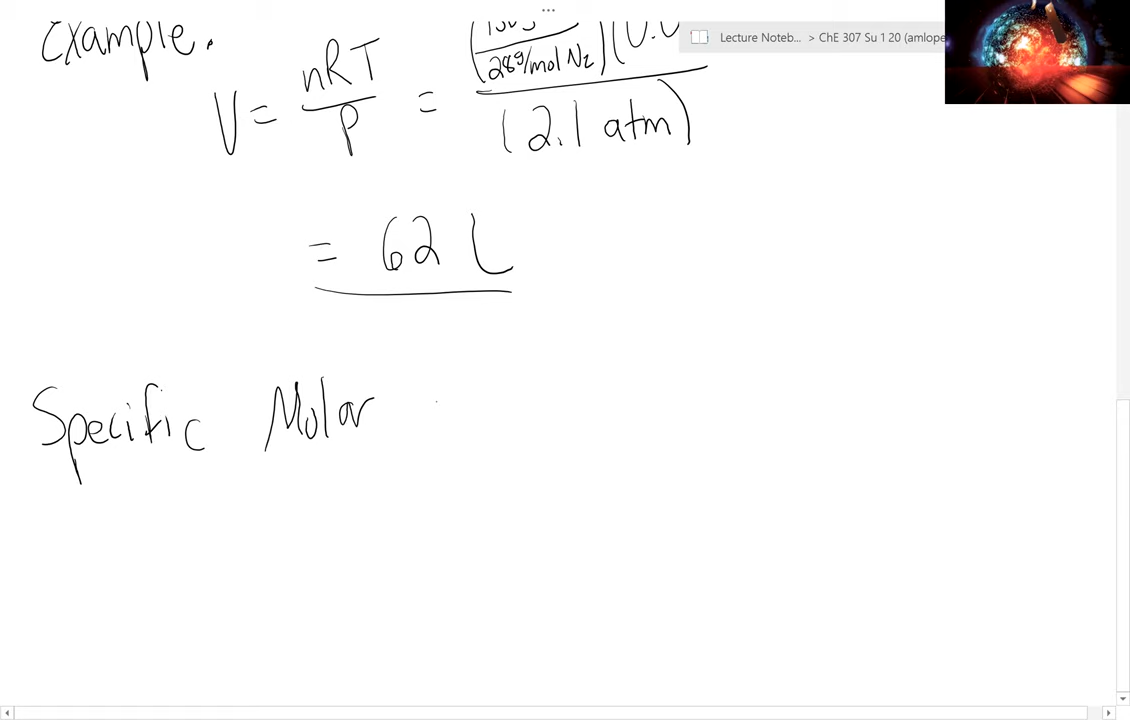 Lecture Noteb... > ChE 307 Su 1 20 (amlope
Example.
V = nRT / P = (/ 28g/mol N₂) / (2.1 atm)
= 62 L
Specific Molar